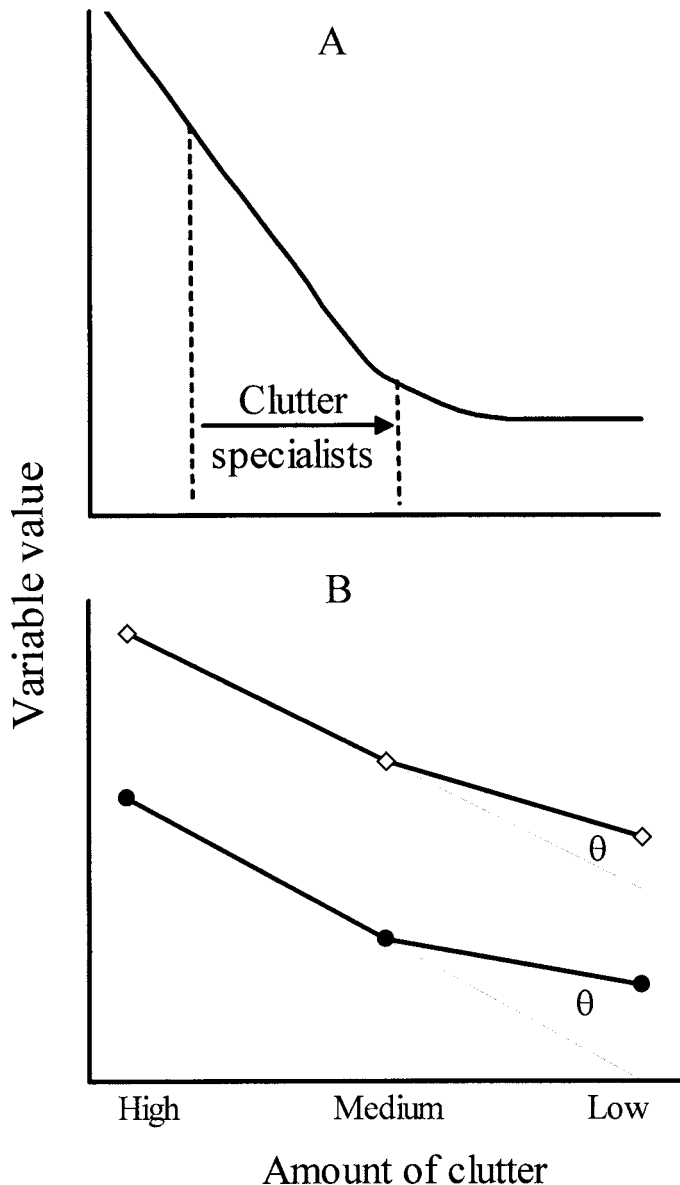 A
Clutter
specialists
Variable value
B
θ
θ
High Medium Low
Amount of clutter